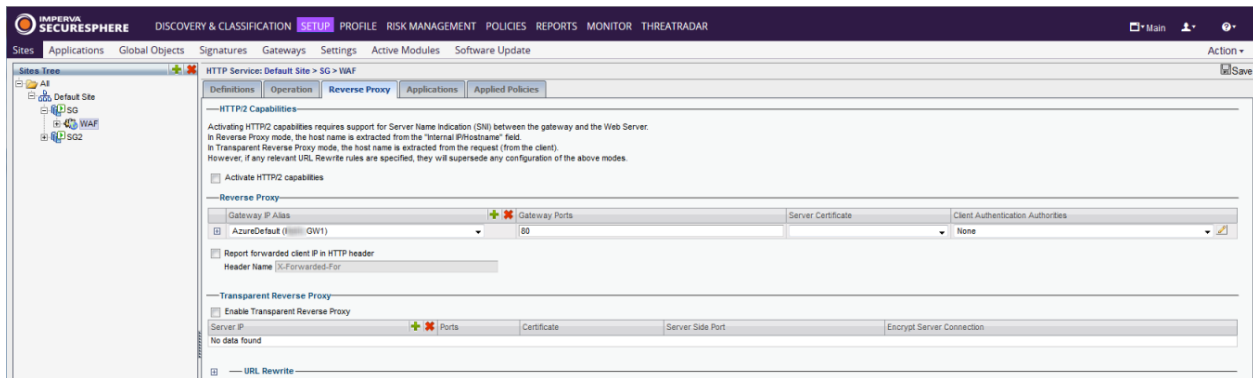 IMPERVA
SECURESPHERE
DISCOVERY & CLASSIFICATION SETUP PROFILE RISK MANAGEMENT POLICIES REPORTS MONITOR THREATRADAR
Main
Sites Applications Global Objects Signatures Gateways Settings Active Modules Software Update Action
Sites Tree
All
Default Site
SG
WAF
SG2
HTTP Service: Default Site > SG > WAF
Save
Definitions Operation Reverse Proxy Applications Applied Policies
HTTP/2 Capabilities
Activating HTTP/2 capabilities requires support for Server Name Indication (SNI) between the gateway and the Web Server.
In Reverse Proxy mode, the host name is extracted from the "Internal IP/Hostname" field.
In Transparent Reverse Proxy mode, the host name is extracted from the request (from the client).
However, if any relevant URL Rewrite rules are specified, they will supersede any configuration of the above modes.
Activate HTTP/2 capabilities
Reverse Proxy
Gateway IP Alias Gateway Ports Server Certificate Client Authentication Authorities
AzureDefault ( GW1) 80 None
Report forwarded client IP in HTTP header
Header Name X-Forwarded-For
Transparent Reverse Proxy
Enable Transparent Reverse Proxy
Server IP Ports Certificate Server Side Port Encrypt Server Connection
No data found
URL Rewrite